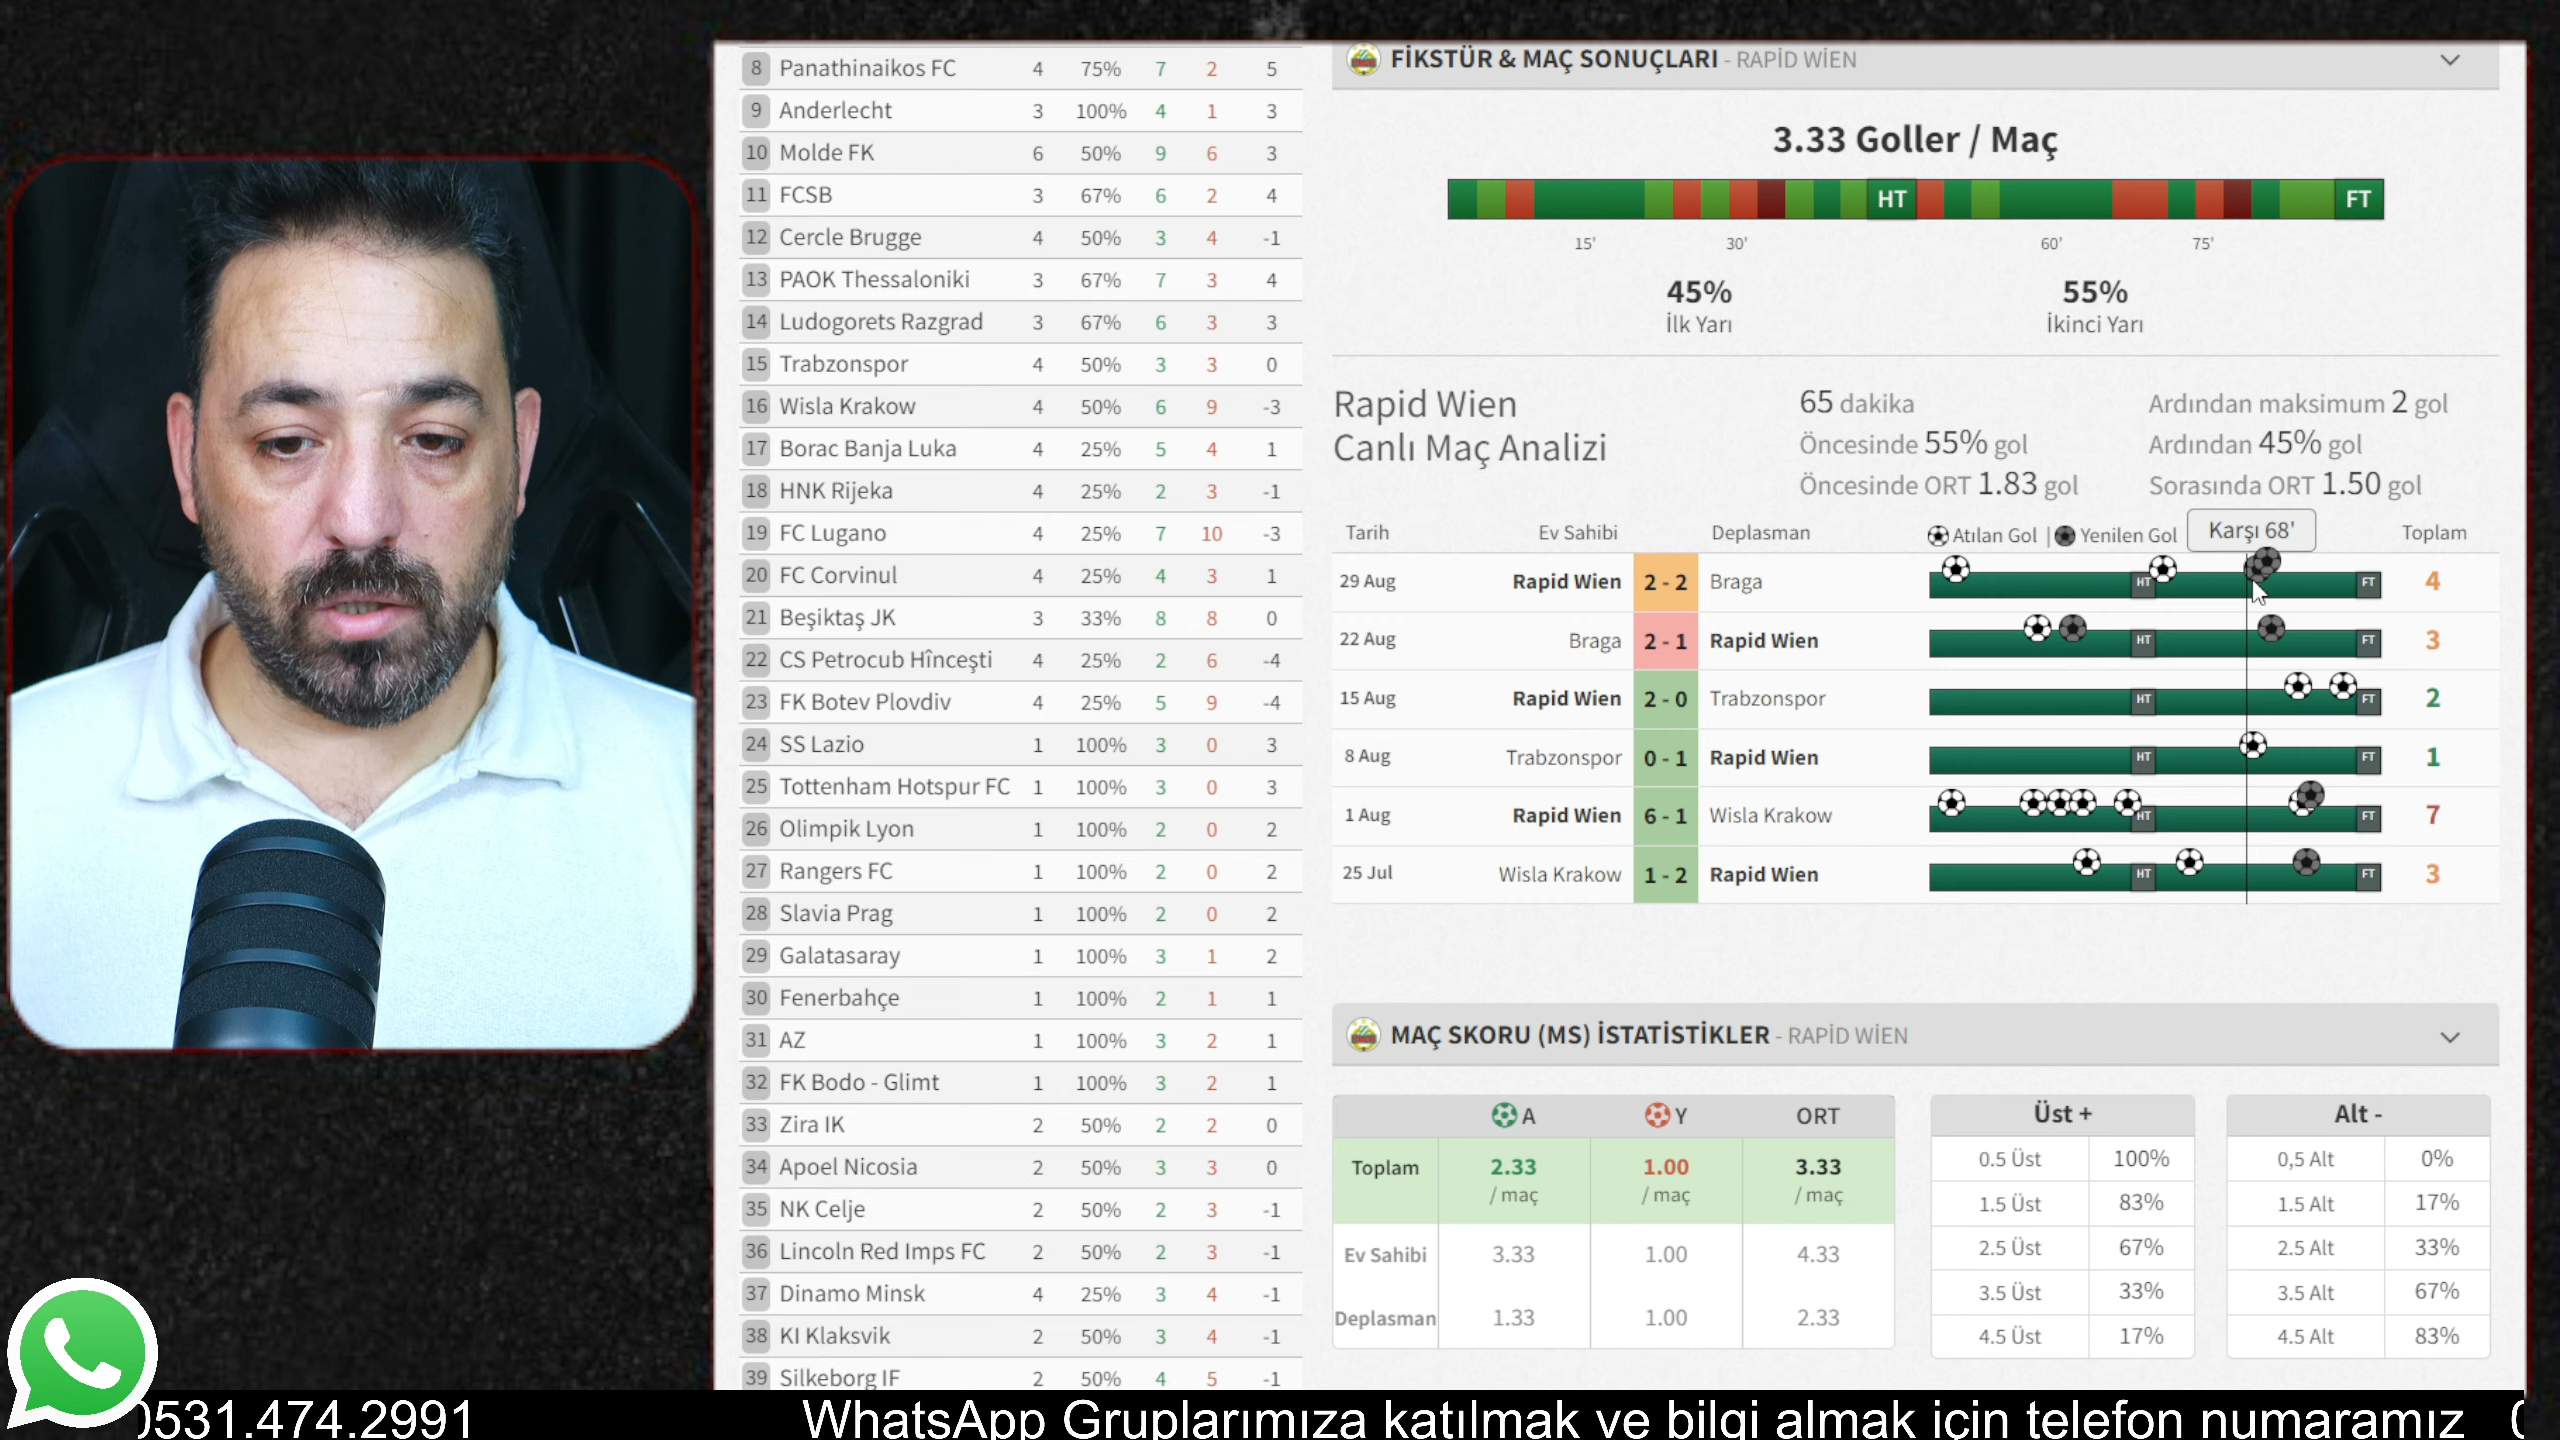 8 Panathinaikos FC 4 75% 7 2 5
9 Anderlecht 3 100% 4 1 3
10 Molde FK 6 50% 9 6 3
11 FCSB 3 67% 6 2 4
12 Cercle Brugge 4 50% 3 4 -1
13 PAOK Thessaloniki 3 67% 7 3 4
14 Ludogorets Razgrad 3 67% 6 3 3
15 Trabzonspor 4 50% 3 3 0
16 Wisla Krakow 4 50% 6 9 -3
17 Borac Banja Luka 4 25% 5 4 1
18 HNK Rijeka 4 25% 2 3 -1
19 FC Lugano 4 25% 7 10 -3
20 FC Corvinul 4 25% 4 3 1
21 Beşiktaş JK 3 33% 8 8 0
22 CS Petrocub Hînceşti 4 25% 2 6 -4
23 FK Botev Plovdiv 4 25% 5 9 -4
24 SS Lazio 1 100% 3 0 3
25 Tottenham Hotspur FC 1 100% 3 0 3
26 Olimpik Lyon 1 100% 2 0 2
27 Rangers FC 1 100% 2 0 2
28 Slavia Prag 1 100% 2 0 2
29 Galatasaray 1 100% 3 1 2
30 Fenerbahçe 1 100% 2 1 1
31 AZ 1 100% 3 2 1
32 FK Bodo - Glimt 1 100% 3 2 1
33 Zira IK 2 50% 2 2 0
34 Apoel Nicosia 2 50% 3 3 0
35 NK Celje 2 50% 2 3 -1
36 Lincoln Red Imps FC 2 50% 2 3 -1
37 Dinamo Minsk 4 25% 3 4 -1
38 KI Klaksvik 2 50% 3 4 -1
39 Silkeborg IF 2 50% 4 5 -1
FİKSTÜR & MAÇ SONUÇLARI - RAPİD WİEN
3.33 Goller / Maç
HT FT
15' 30' 60' 75'
45% 55%
İlk Yarı İkinci Yarı
Rapid Wien
Canlı Maç Analizi
65 dakika Ardından maksimum 2 gol
Öncesinde 55% gol Ardından 45% gol
Öncesinde ORT 1.83 gol Sorasında ORT 1.50 gol
Tarih Ev Sahibi Deplasman Atılan Gol | Yenilen Gol Karşı 68' Toplam
29 Aug Rapid Wien 2 - 2 Braga HT FT 4
22 Aug Braga 2 - 1 Rapid Wien HT FT 3
15 Aug Rapid Wien 2 - 0 Trabzonspor HT FT 2
8 Aug Trabzonspor 0 - 1 Rapid Wien HT FT 1
1 Aug Rapid Wien 6 - 1 Wisla Krakow HT FT 7
25 Jul Wisla Krakow 1 - 2 Rapid Wien HT FT 3
MAÇ SKORU (MS) İSTATİSTİKLER - RAPİD WİEN
A Y ORT
Toplam 2.33 / maç 1.00 / maç 3.33 / maç
Ev Sahibi 3.33 1.00 4.33
Deplasman 1.33 1.00 2.33
Üst +
0.5 Üst 100%
1.5 Üst 83%
2.5 Üst 67%
3.5 Üst 33%
4.5 Üst 17%
Alt -
0,5 Alt 0%
1.5 Alt 17%
2.5 Alt 33%
3.5 Alt 67%
4.5 Alt 83%
0531.474.2991 WhatsApp Gruplarımıza katılmak ve bilgi almak için telefon numaramız